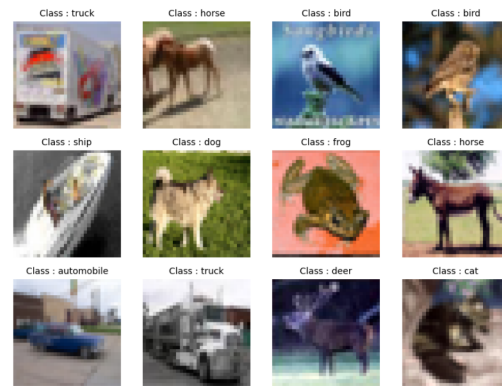 Class : truck
Class : horse
Class : bird
Class : bird
Class : ship
Class : dog
Class : frog
Class : horse
Class : automobile
Class : truck
Class : deer
Class : cat